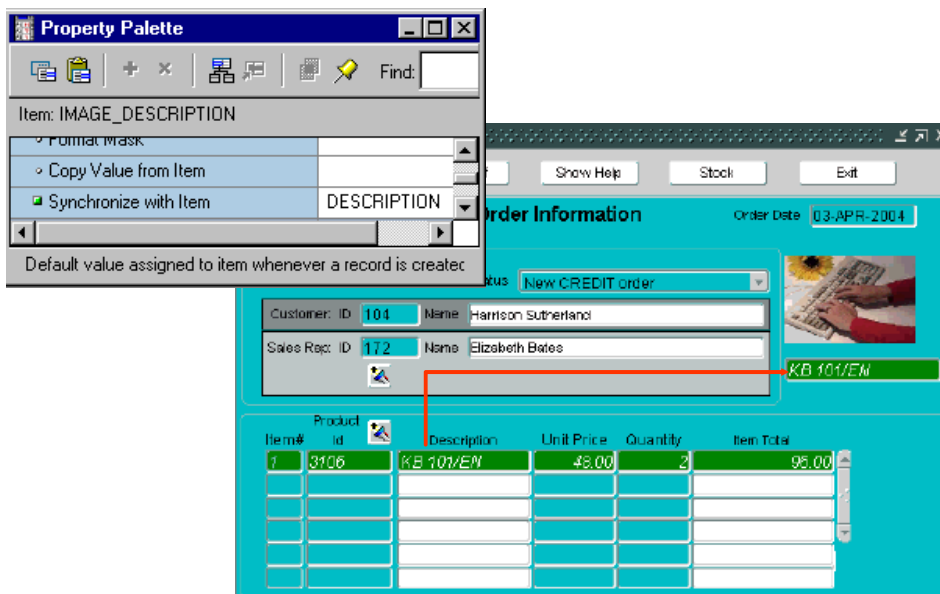 Property Palette
Find:
Item: IMAGE_DESCRIPTION
Format Mask
Copy Value from Item
Synchronize with Item DESCRIPTION
Default value assigned to item whenever a record is created
Show Help Stock Exit
Order Information Order Date 03-APR-2004
New CREDIT order
Customer: ID 104 Name Harrison Sutherland
Sales Rep: ID 172 Name Elizabeth Bates
KB 101/EN
Product
Item# Id Description Unit Price Quantity Item Total
1 3106 KB 101/EN 48.00 2 96.00